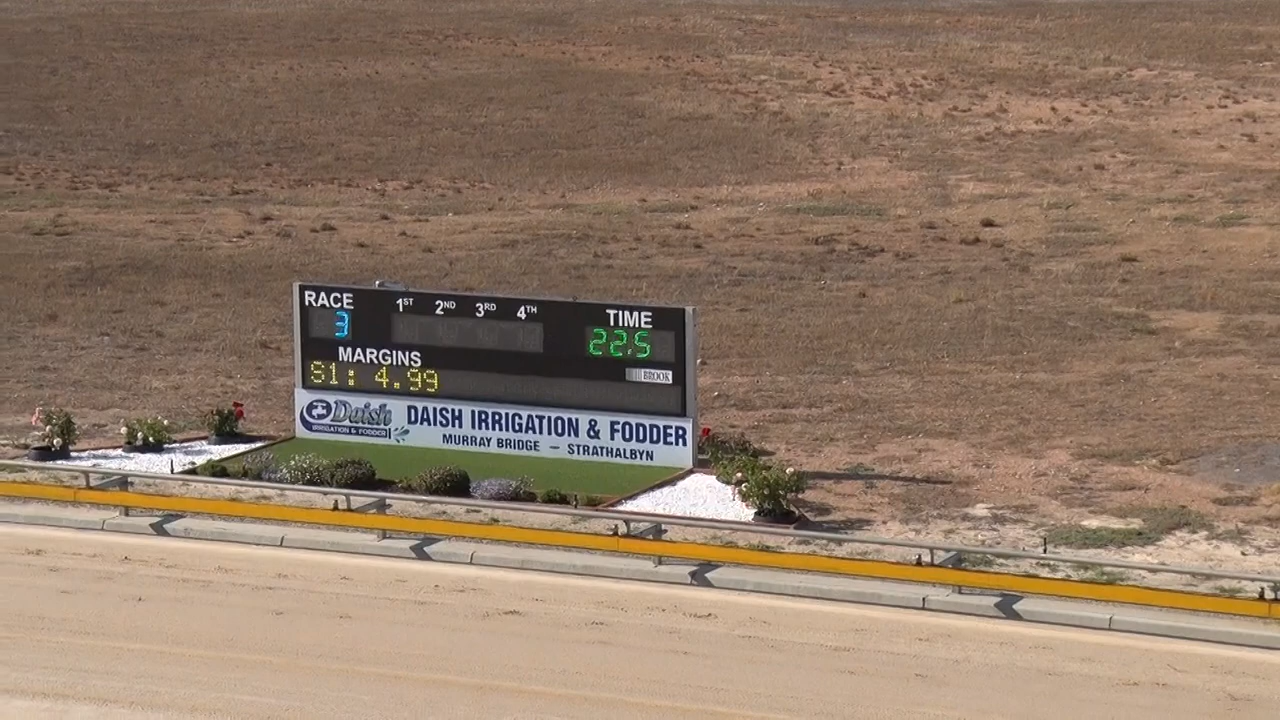 RACE 1ST 2ND 3RD 4TH TIME
3 22.5
MARGINS
S1: 4.99 BROOK
Daish DAISH IRRIGATION & FODDER
IRRIGATION & FODDER MURRAY BRIDGE – STRATHALBYN